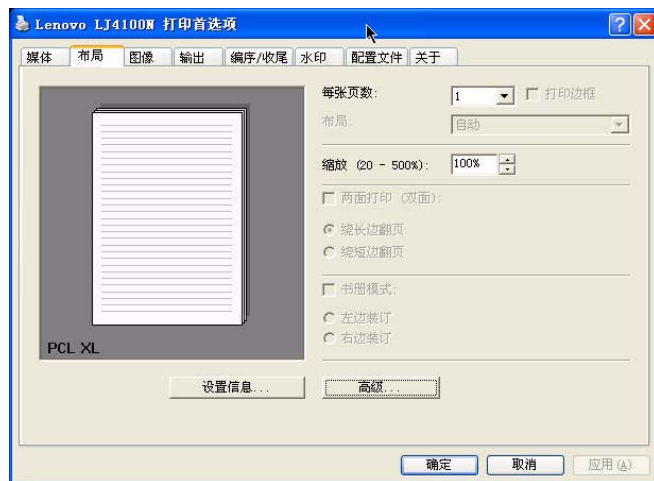 Lenovo LJ4100N 打印首选项
媒体 布局 图像 输出 编序/收尾 水印 配置文件 关于
每张页数: 1 打印边框
布局: 自动
缩放 (20 - 500%): 100%
两面打印 (双面):
绕长边翻页
绕短边翻页
书册模式:
左边装订
右边装订
PCL XL
设置信息... 高级...
确定 取消 应用(A)